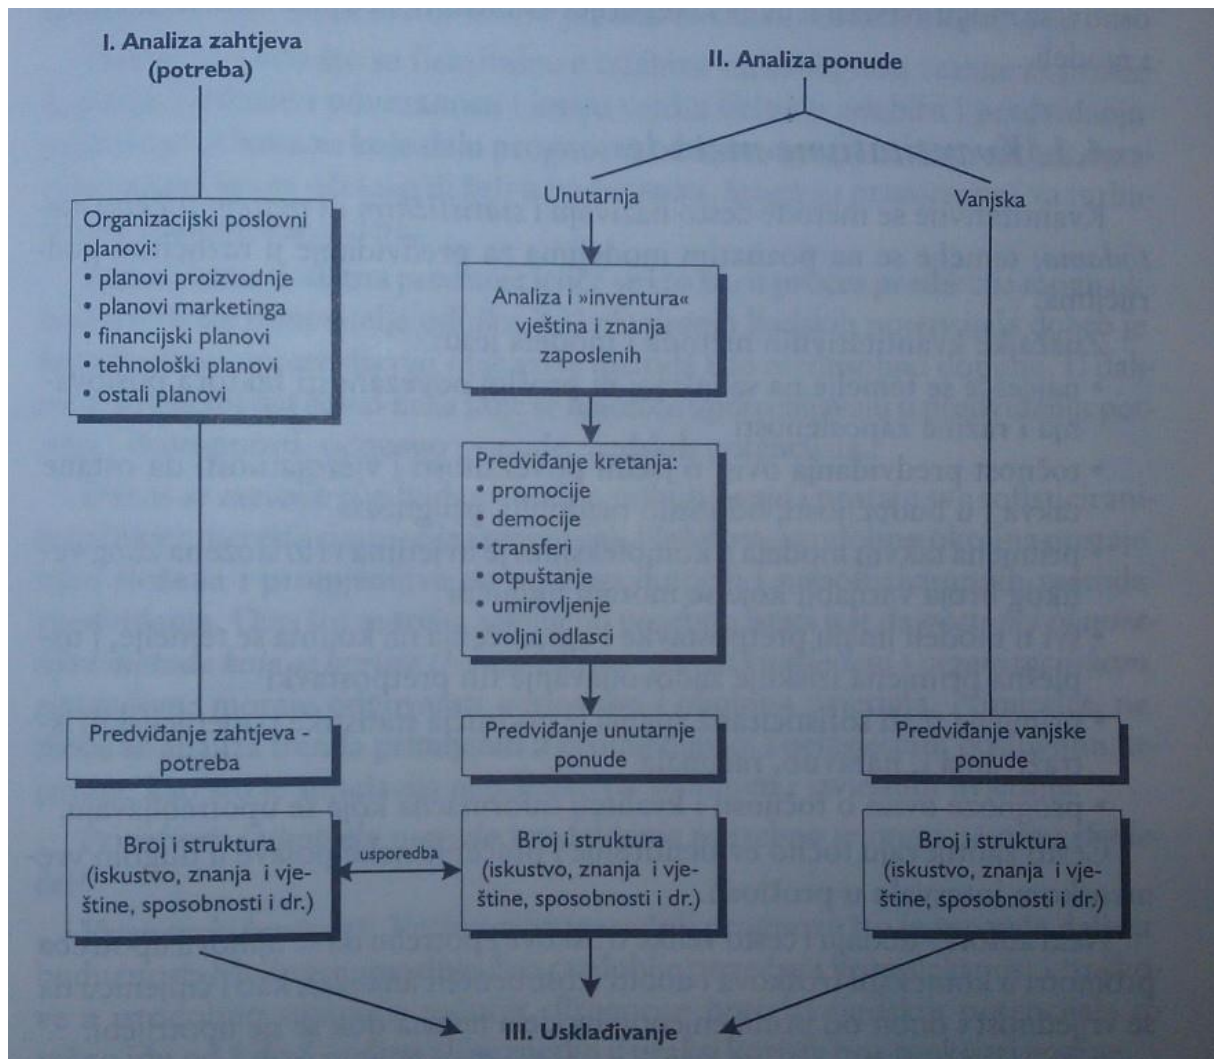 I. Analiza zahtjeva
(potreba)
II. Analiza ponude
Unutarnja
Vanjska
Organizacijski poslovni
planovi:
• planovi proizvodnje
• planovi marketinga
• financijski planovi
• tehnološki planovi
• ostali planovi
Analiza i »inventura«
vještina i znanja
zaposlenih
Predviđanje kretanja:
• promocije
• democije
• transferi
• otpuštanje
• umirovljenje
• voljni odlasci
Predviđanje zahtjeva -
potreba
Predviđanje unutarnje
ponude
Predviđanje vanjske
ponude
Broj i struktura
(iskustvo, znanja i vje-
štine, sposobnosti i dr.)
usporedba
Broj i struktura
(iskustvo, znanja i vje-
štine, sposobnosti i dr.)
Broj i struktura
(iskustvo, znanja i vje-
štine, sposobnosti i dr.)
III. Usklađivanje